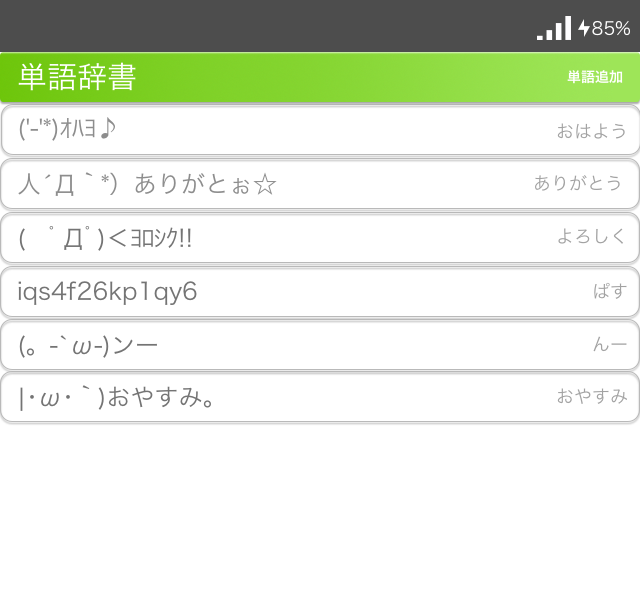 85%
単語辞書 単語追加
('-'*)ｵﾊﾖ♪ おはよう
人´Д｀*）ありがとぉ☆ ありがとう
( ゜Д゜)＜ﾖﾛｼｸ!! よろしく
iqs4f26kp1qy6 ぱす
(。-`ω-)ンー んー
|･ω･｀)おやすみ。 おやすみ